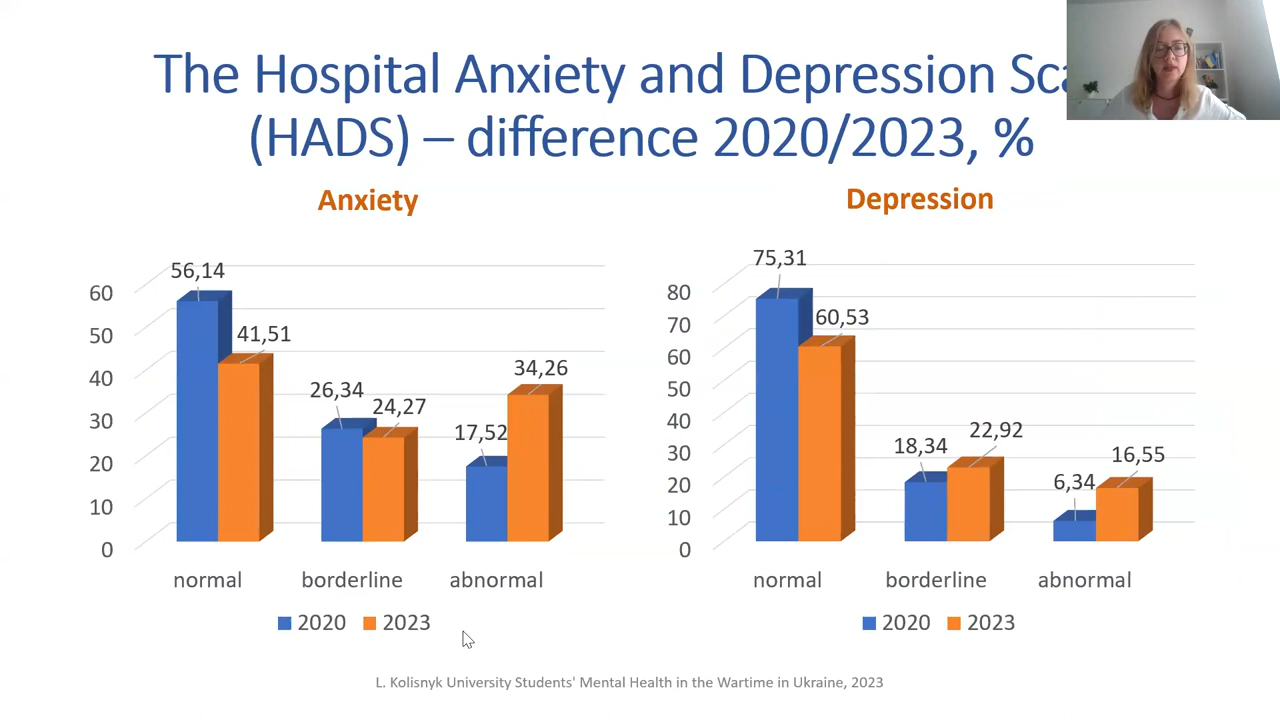 The Hospital Anxiety and Depression Sca
(HADS) – difference 2020/2023, %
Anxiety
56,14
41,51
26,34
24,27
17,52
34,26
60
50
40
30
20
10
0
normal
borderline
abnormal
2020
2023
Depression
75,31
60,53
18,34
22,92
6,34
16,55
80
70
60
50
40
30
20
10
0
normal
borderline
abnormal
2020
2023
L. Kolisnyk University Students' Mental Health in the Wartime in Ukraine, 2023